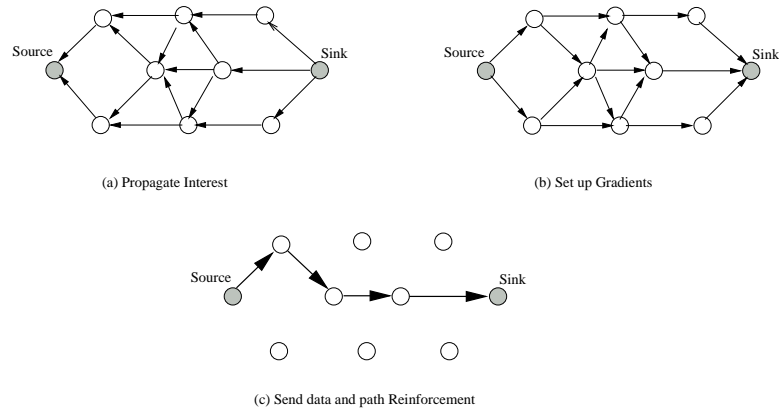 Source
Sink
(a) Propagate Interest
Source
Sink
(b) Set up Gradients
Source
Sink
(c) Send data and path Reinforcement